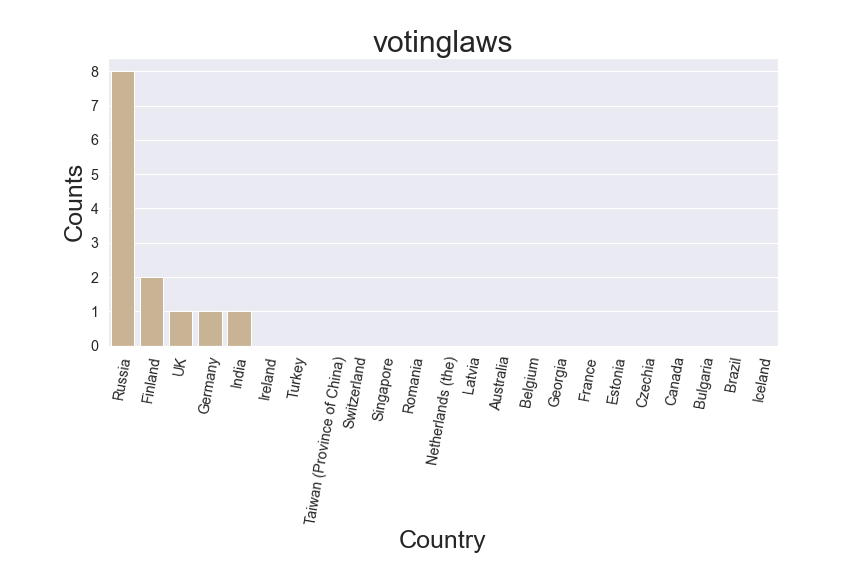 votinglaws
Counts
8
7
6
5
4
3
2
1
0
Russia
Finland
UK
Germany
India
Ireland
Turkey
Taiwan (Province of China)
Switzerland
Singapore
Romania
Netherlands (the)
Latvia
Australia
Belgium
Georgia
France
Estonia
Czechia
Canada
Bulgaria
Brazil
Iceland
Country